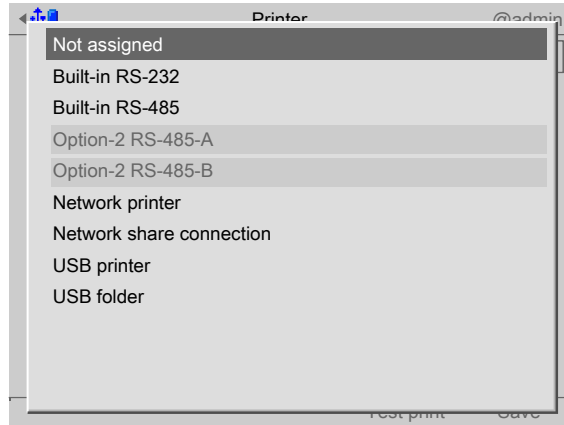 Printer @admin
Not assigned
Built-in RS-232
Built-in RS-485
Option-2 RS-485-A
Option-2 RS-485-B
Network printer
Network share connection
USB printer
USB folder
Test print Save